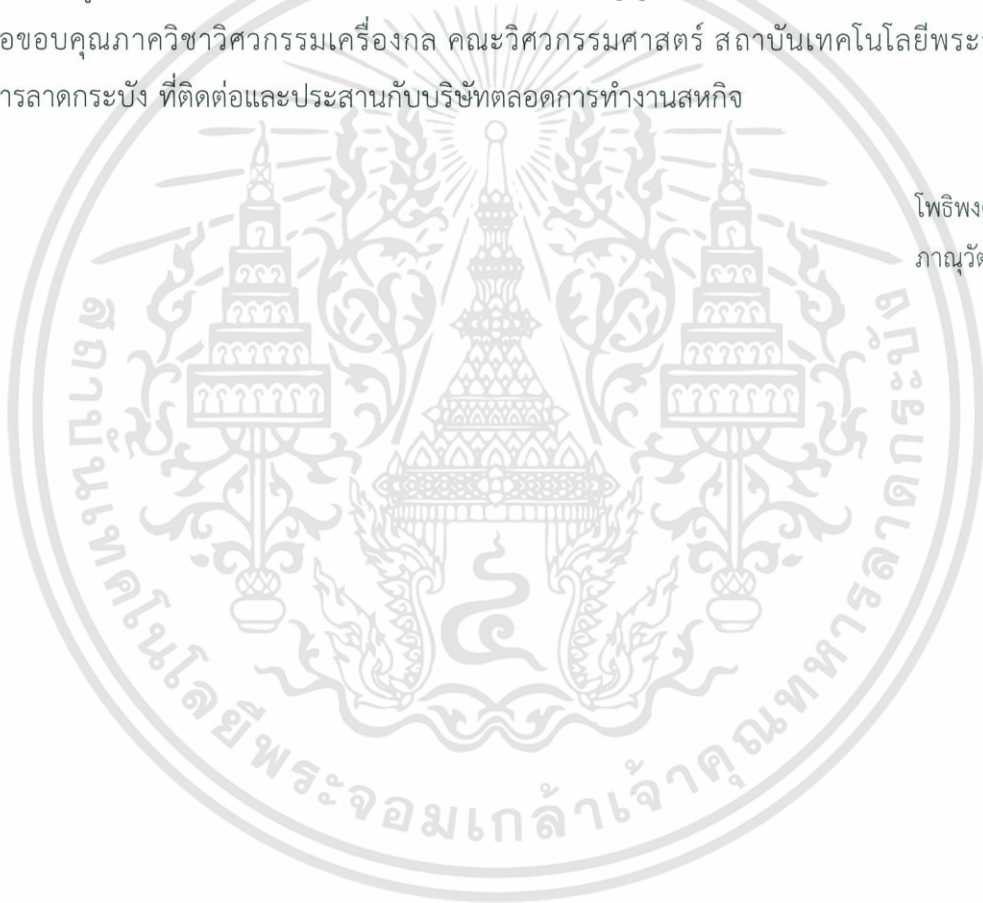 อขอบคุณภาควิชาวิศวกรรมเครื่องกล คณะวิศวกรรมศาสตร์ สถาบันเทคโนโลยีพระ
ารลาดกระบัง ที่ติดต่อและประสานกับบริษัทตลอดการทำงานสหกิจ
โพธิพง
ภาณุวั
สถาบันเทคโนโลยีพระจอมเกล้าเจ้าคุณทหารลาดกระบัง
๔